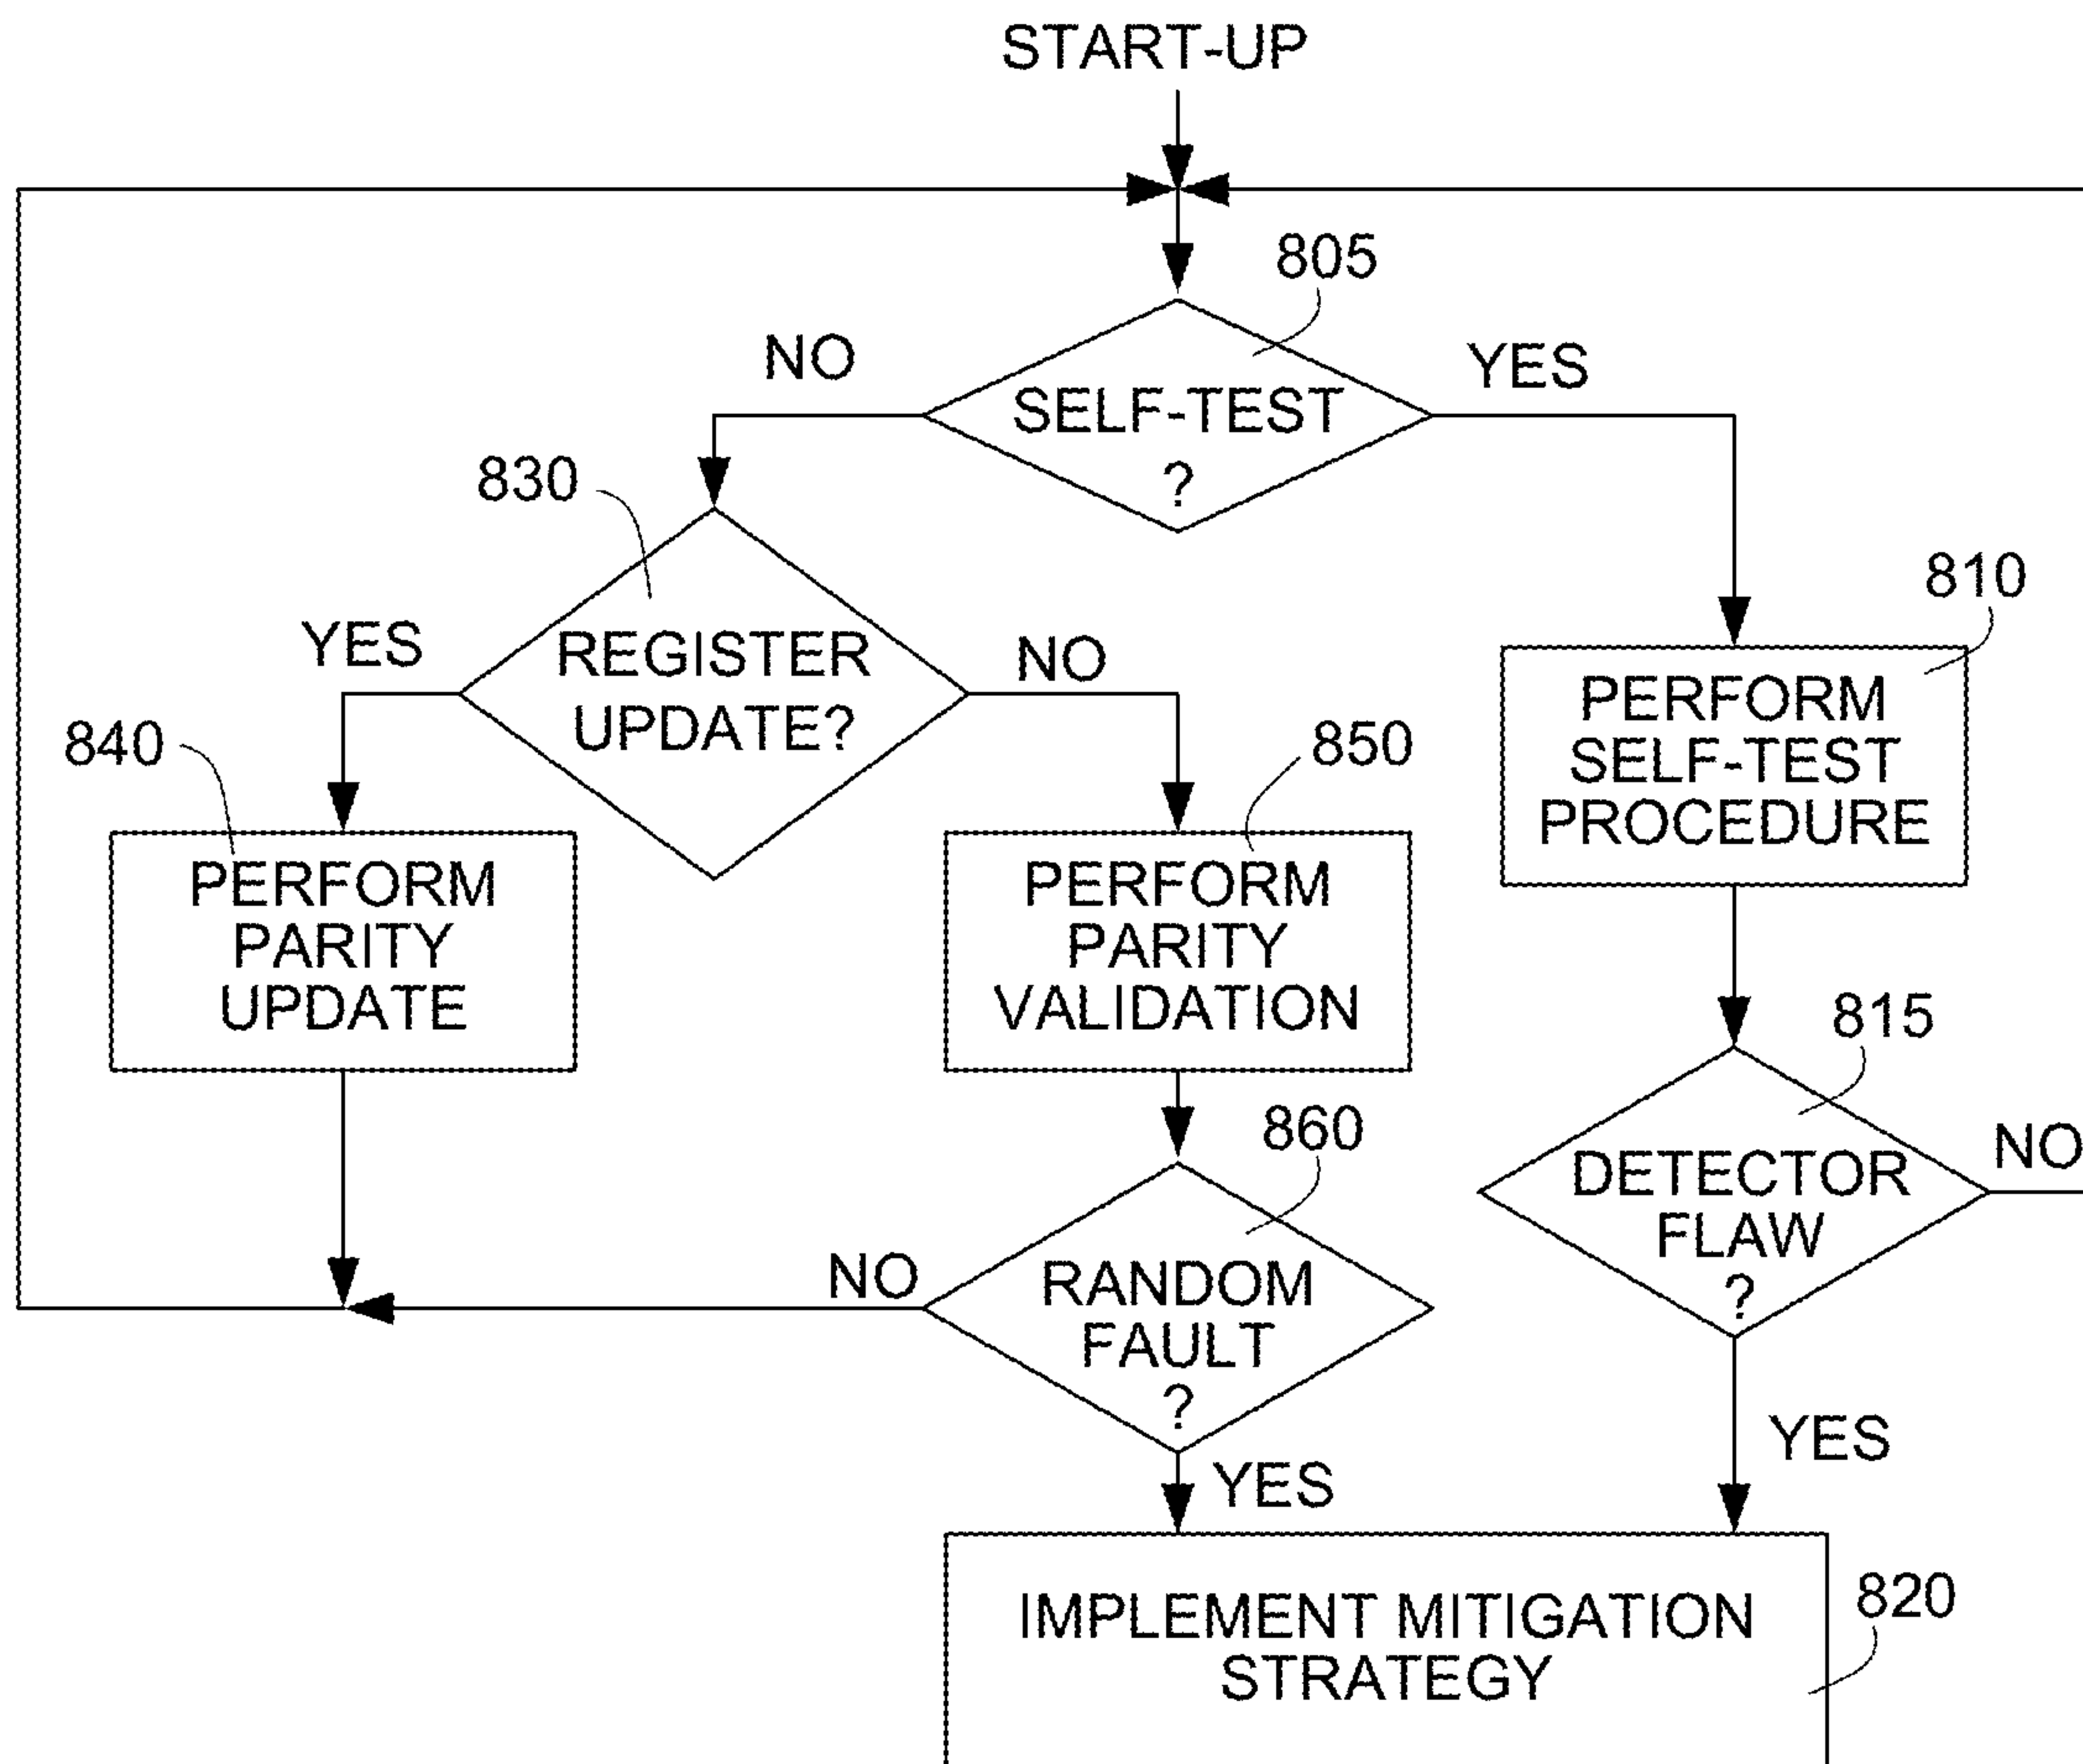 START-UP
805
NO
YES
SELF-TEST
?
830
810
YES
REGISTER
UPDATE?
NO
PERFORM
SELF-TEST
PROCEDURE
840
850
PERFORM
PARITY
UPDATE
PERFORM
PARITY
VALIDATION
815
860
DETECTOR
FLAW
?
NO
NO
RANDOM
FAULT
?
YES
YES
IMPLEMENT MITIGATION
STRATEGY
820